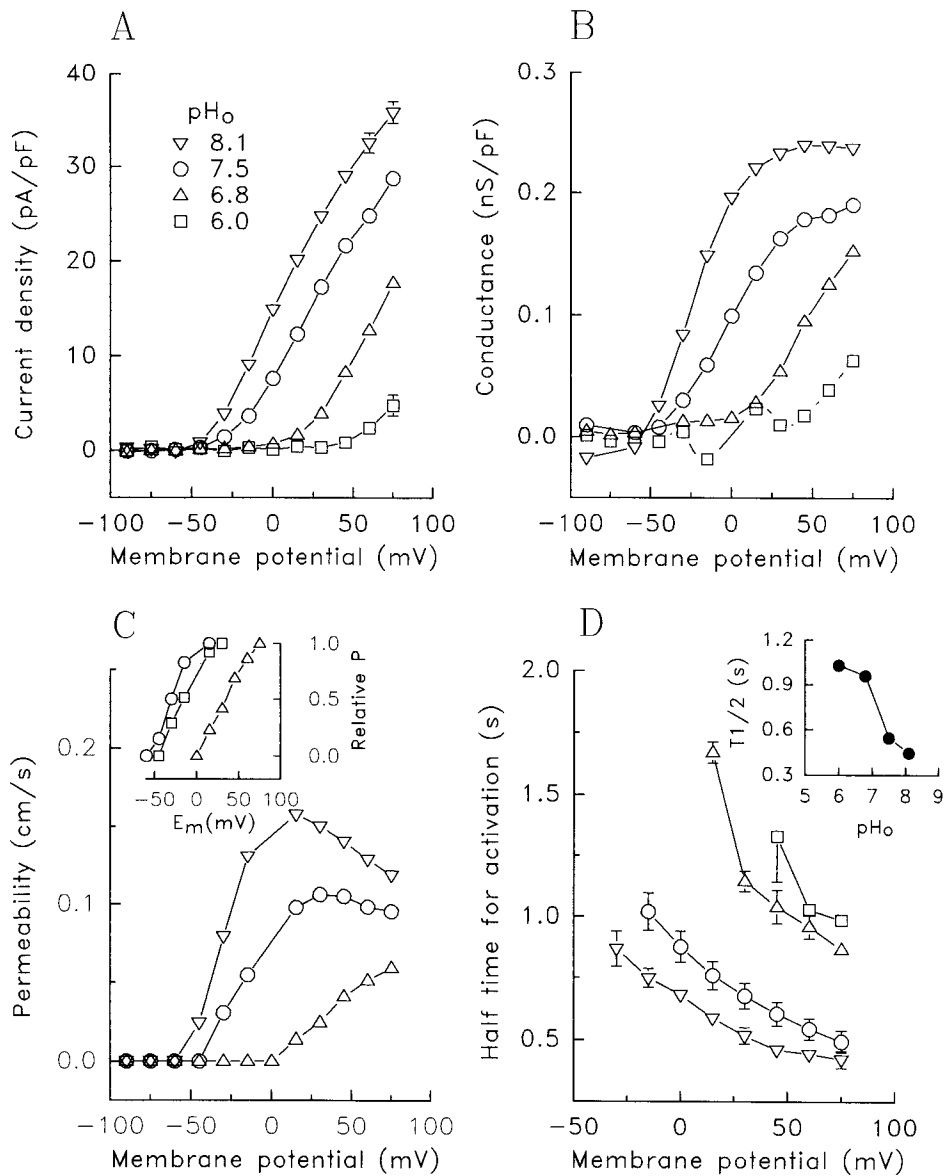 A
Current density (pA/pF)
40
30
20
10
0
pHo
8.1
7.5
6.8
6.0
−100 −50 0 50 100
Membrane potential (mV)
B
Conductance (nS/pF)
0.3
0.2
0.1
0.0
−100 −50 0 50 100
Membrane potential (mV)
C
Permeability (cm/s)
0.2
0.1
0.0
1.0
0.5
0.0
Relative P
−50 0 50 100
Em(mV)
−100 −50 0 50 100
Membrane potential (mV)
D
Half time for activation (s)
2.0
1.5
1.0
0.5
T1/2 (s)
1.2
0.9
0.6
0.3
5 6 7 8 9
pHo
−50 0 50 100
Membrane potential (mV)